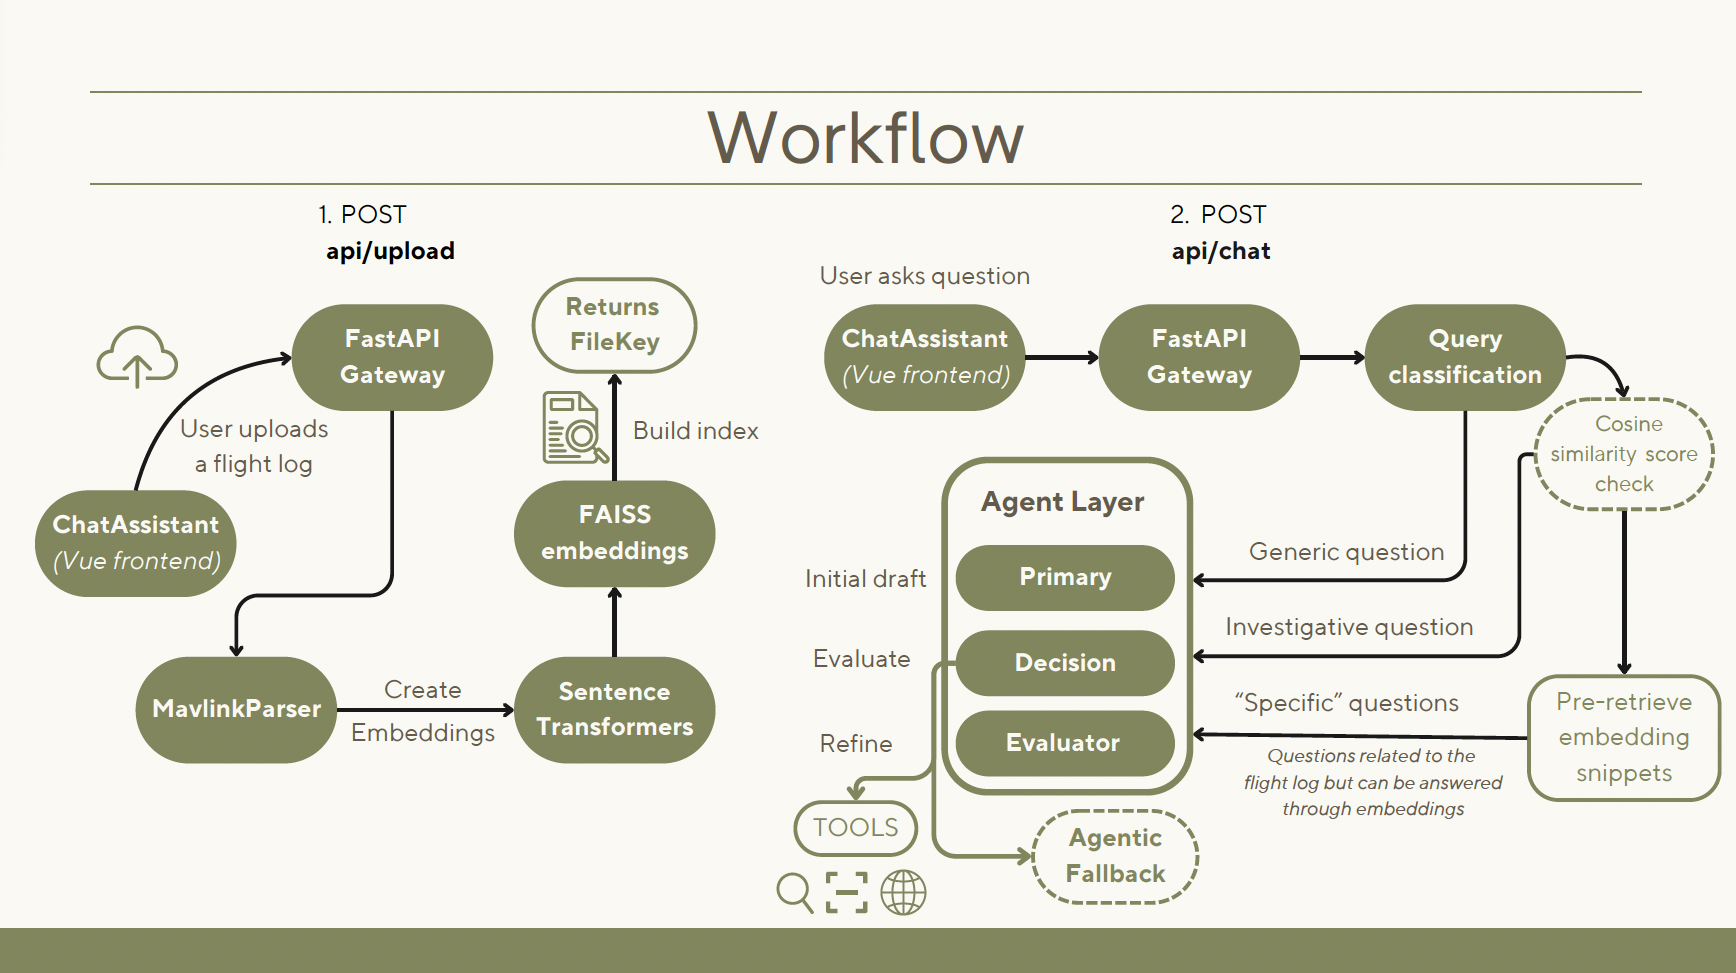 Workflow
1. POST
api/upload
FastAPI
Gateway
User uploads
a flight log
ChatAssistant
(Vue frontend)
MavlinkParser
Create
Embeddings
Sentence
Transformers
FAISS
embeddings
Build index
Returns
FileKey
2. POST
api/chat
User asks question
ChatAssistant
(Vue frontend)
FastAPI
Gateway
Query
classification
Cosine
similarity score
check
Generic question
Investigative question
"Specific" questions
Questions related to the
flight log but can be answered
through embeddings
Pre-retrieve
embedding
snippets
Agent Layer
Primary
Decision
Evaluator
Initial draft
Evaluate
Refine
TOOLS
Agentic
Fallback